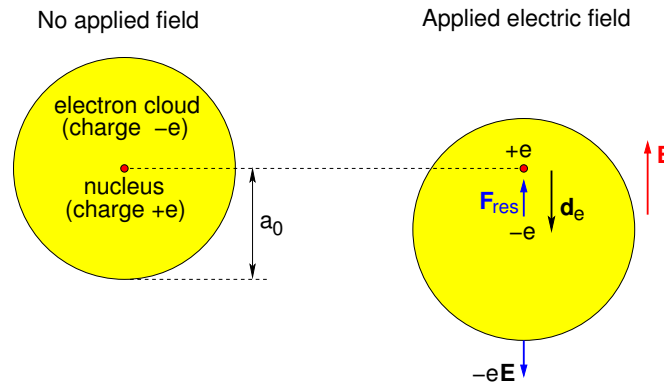 No applied field
Applied electric field
electron cloud
(charge −e)
nucleus
(charge +e)
a0
+e
Fres
de
−e
E
−eE